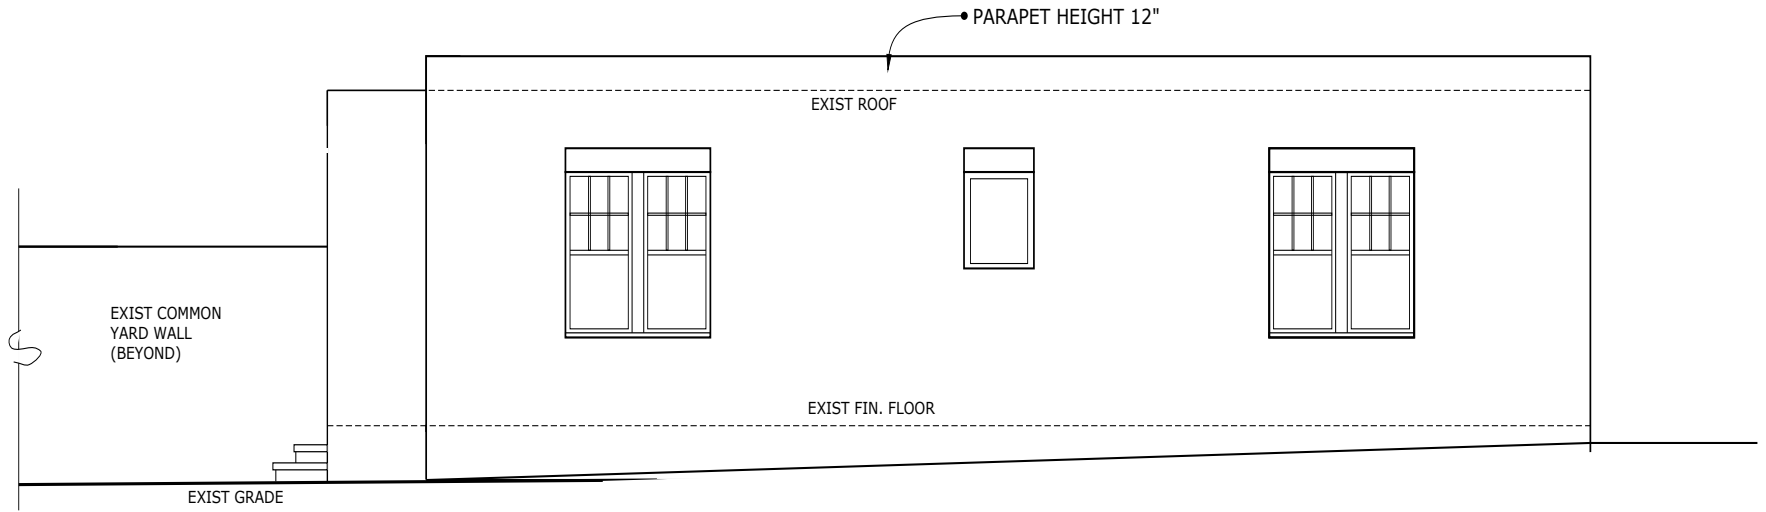 PARAPET HEIGHT 12"
EXIST ROOF
EXIST COMMON
YARD WALL
(BEYOND)
EXIST FIN. FLOOR
EXIST GRADE